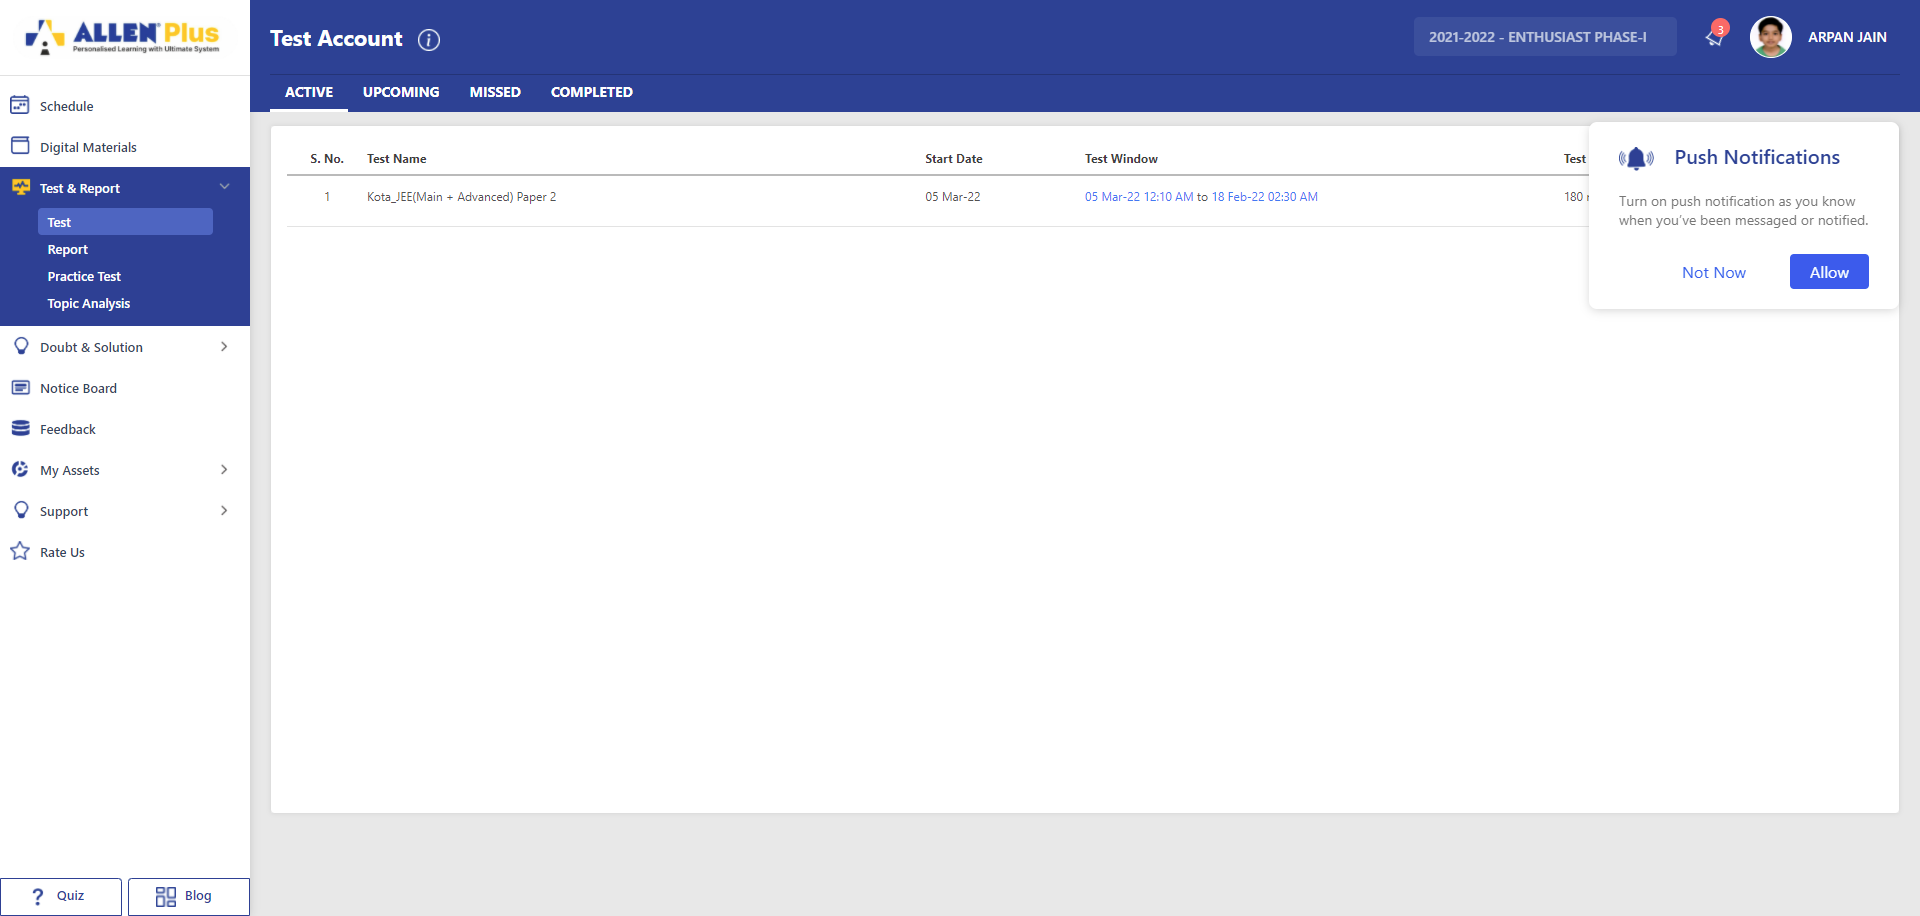 ALLEN Plus
Personalised Learning with Ultimate System
Schedule
Digital Materials
Test & Report
Test
Report
Practice Test
Topic Analysis
Doubt & Solution
Notice Board
Feedback
My Assets
Support
Rate Us
? Quiz
Blog
Test Account i
2021-2022 - ENTHUSIAST PHASE-I
3
ARPAN JAIN
ACTIVE UPCOMING MISSED COMPLETED
S. No. Test Name Start Date Test Window Test
1 Kota_JEE(Main + Advanced) Paper 2 05 Mar-22 05 Mar-22 12:10 AM to 18 Feb-22 02:30 AM 180
Push Notifications
Turn on push notification as you know
when you've been messaged or notified.
Not Now Allow